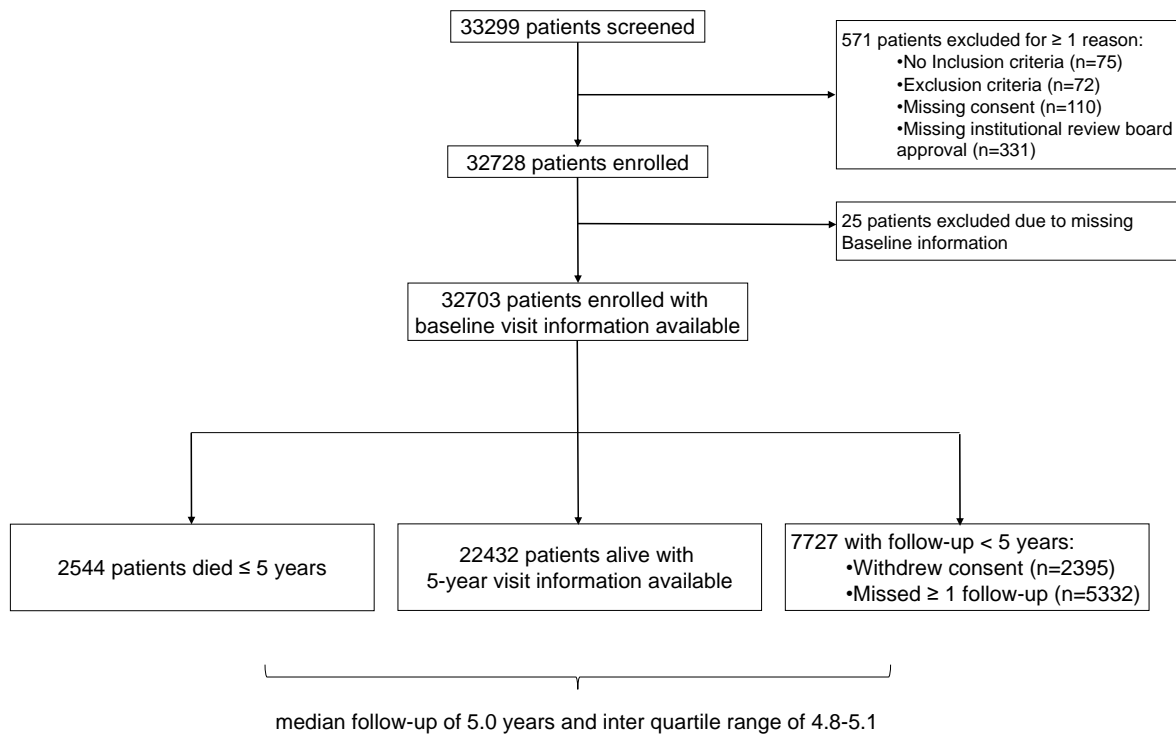 33299 patients screened
571 patients excluded for ≥ 1 reason:
•No Inclusion criteria (n=75)
•Exclusion criteria (n=72)
•Missing consent (n=110)
•Missing institutional review board
approval (n=331)
32728 patients enrolled
25 patients excluded due to missing
Baseline information
32703 patients enrolled with
baseline visit information available
2544 patients died ≤ 5 years
22432 patients alive with
5-year visit information available
7727 with follow-up < 5 years:
•Withdrew consent (n=2395)
•Missed ≥ 1 follow-up (n=5332)
median follow-up of 5.0 years and inter quartile range of 4.8-5.1